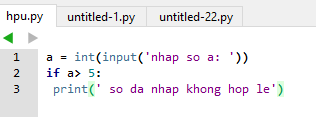 hpu.py untitled-1.py untitled-22.py
1 a = int(input('nhap so a: '))
2 if a> 5:
3  print(' so da nhap khong hop le')